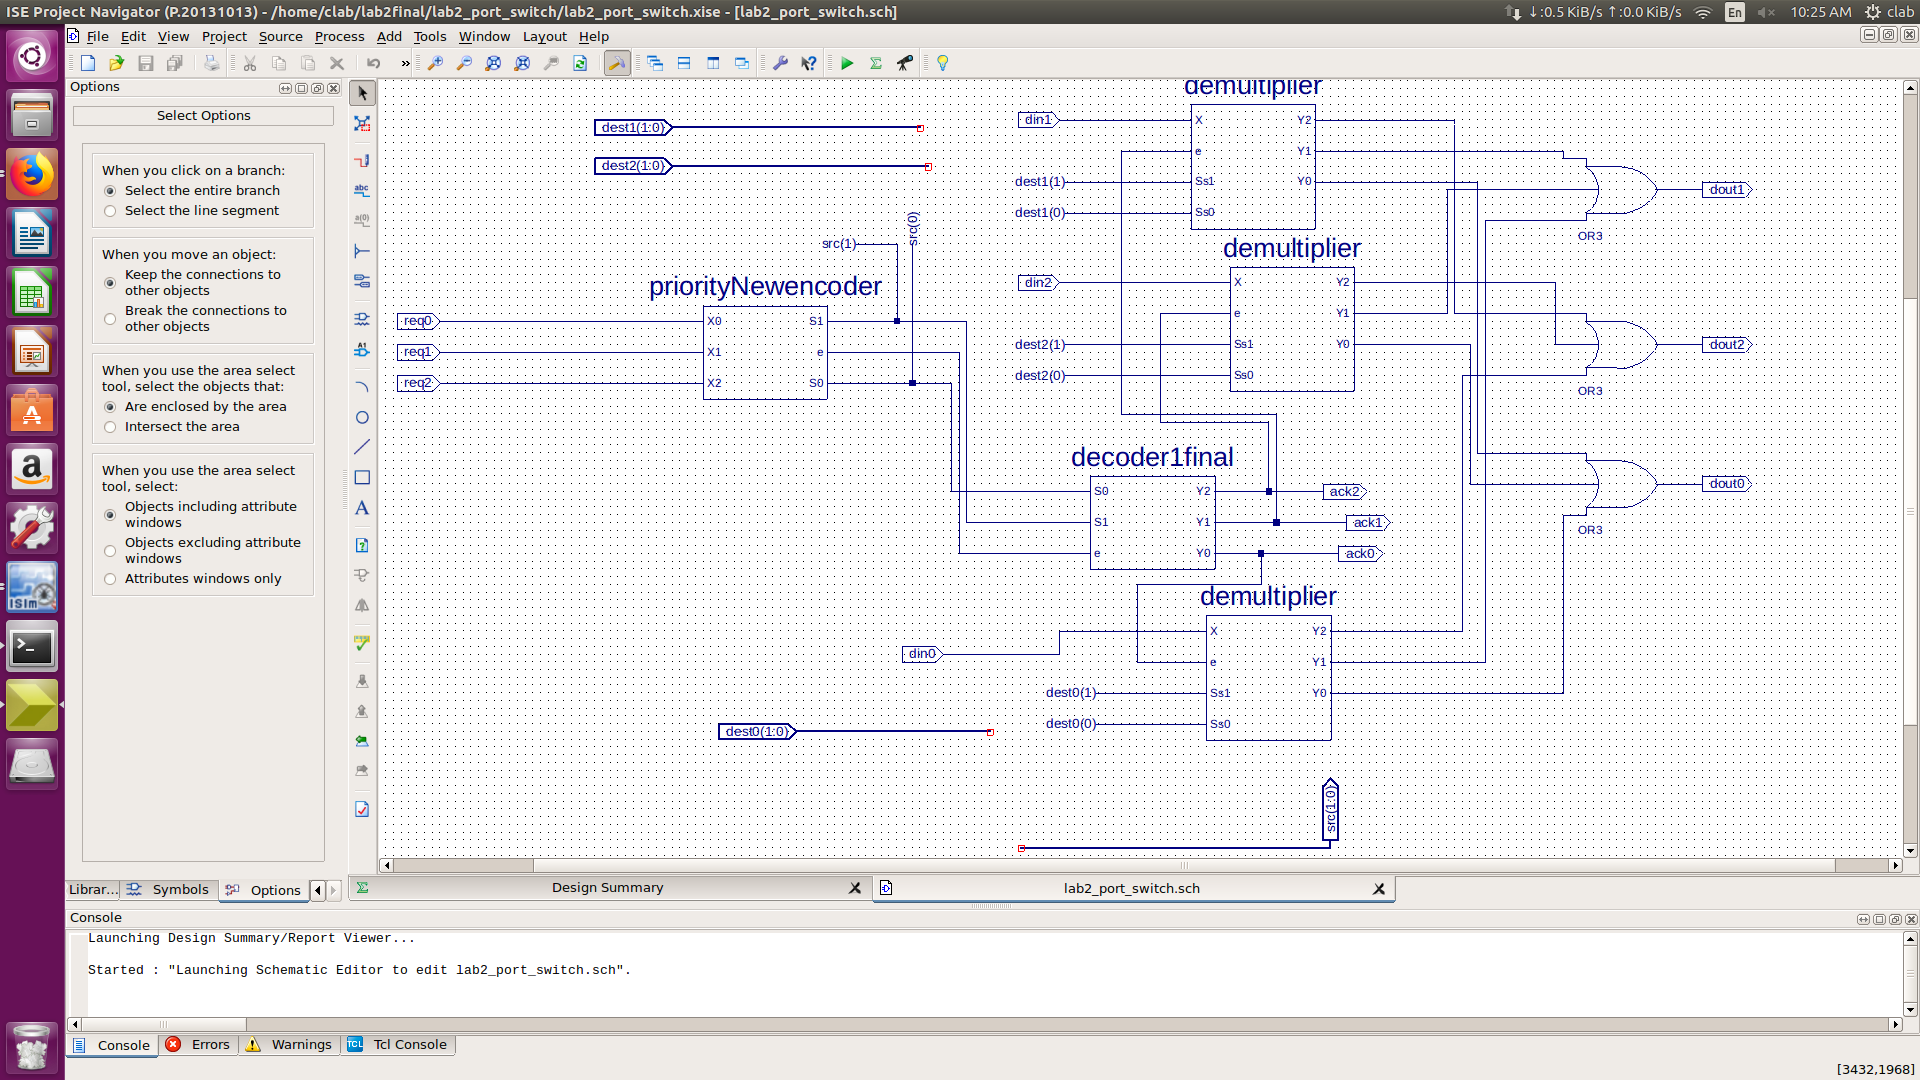 ISE Project Navigator (P.20131013) - /home/clab/lab2final/lab2_port_switch/lab2_port_switch.xise - [lab2_port_switch.sch]
↓:0.5 KiB/s ↑:0.0 KiB/s En 10:25 AM clab
File Edit View Project Source Process Add Tools Window Layout Help
Options
Select Options
When you click on a branch:
Select the entire branch
Select the line segment
When you move an object:
Keep the connections to
other objects
Break the connections to
other objects
When you use the area select
tool, select the objects that:
Are enclosed by the area
Intersect the area
When you use the area select
tool, select:
Objects including attribute
windows
Objects excluding attribute
windows
Attributes windows only
Librar... Symbols Options
dest1(1:0)
dest2(1:0)
src(1)
src(0)
priorityNewencoder
req0 X0 S1
req1 X1 e
req2 X2 S0
demultiplier
din1 X Y2
e Y1
dest1(1) Ss1 Y0
dest1(0) Ss0
demultiplier
din2 X Y2
e Y1
dest2(1) Ss1 Y0
dest2(0) Ss0
decoder1final
S0 Y2 ack2
S1 Y1 ack1
e Y0 ack0
demultiplier
din0 X Y2
e Y1
dest0(1) Ss1 Y0
dest0(0) Ss0
dest0(1:0)
src(1:0)
dout1
OR3
dout2
OR3
dout0
OR3
Design Summary
lab2_port_switch.sch
Console
Launching Design Summary/Report Viewer...
Started : "Launching Schematic Editor to edit lab2_port_switch.sch".
Console Errors Warnings TCL Tcl Console
[3432,1968]
abc
a(0)
A1
A
a
A
ISim